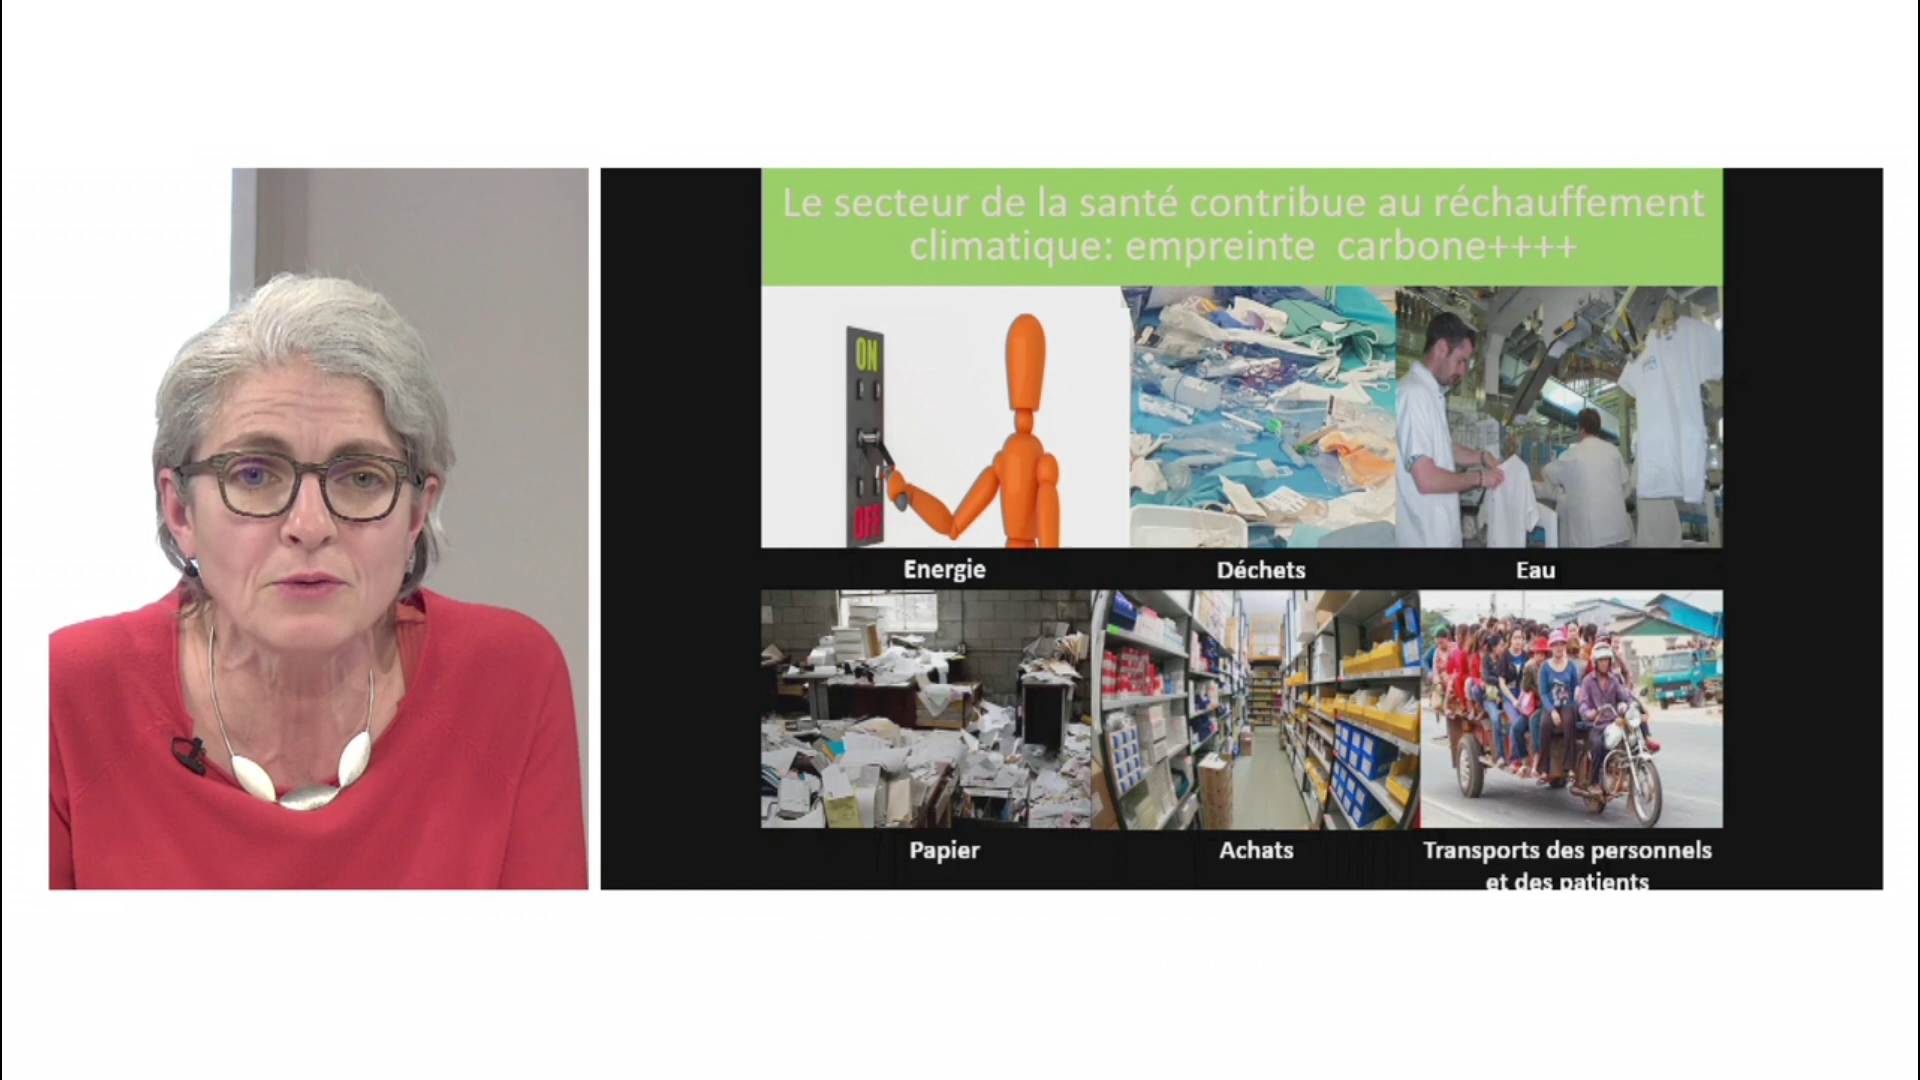 Le secteur de la santé contribue au réchauffement
climatique: empreinte carbone++++
ON
OFF
Energie
Déchets
Eau
Papier
Achats
Transports des personnels
et des patients